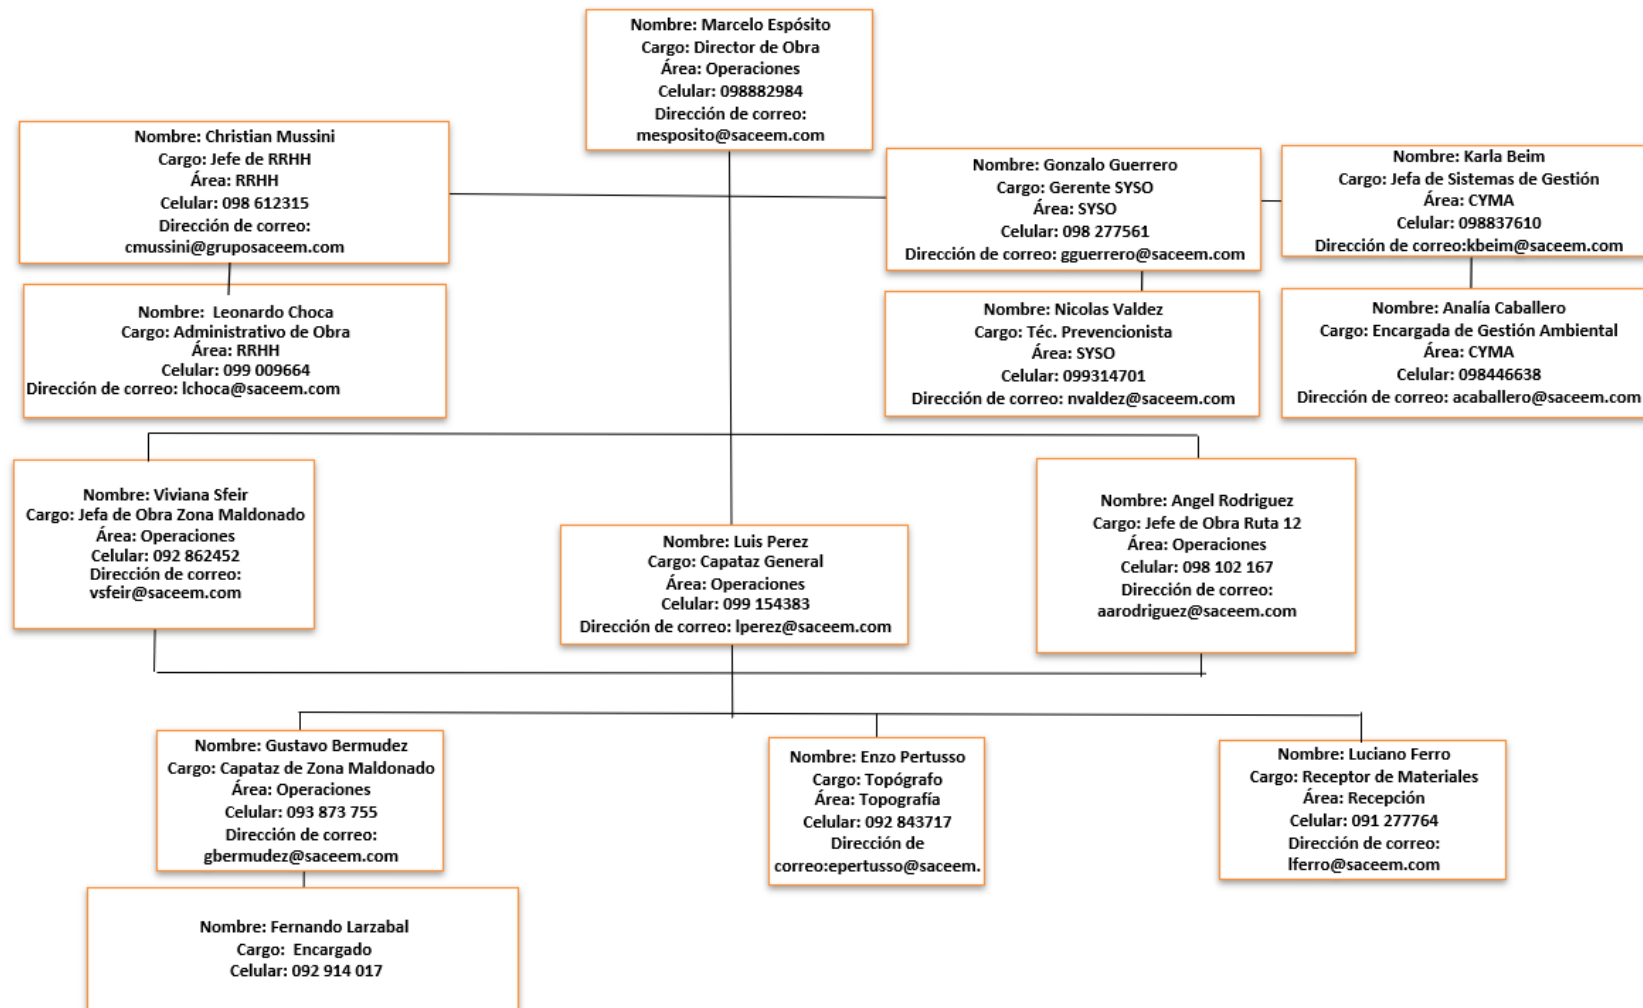 Nombre: Marcelo Espósito
Cargo: Director de Obra
Área: Operaciones
Celular: 098882984
Dirección de correo:
mesposito@saceem.com
Nombre: Christian Mussini
Cargo: Jefe de RRHH
Área: RRHH
Celular: 098 612315
Dirección de correo:
cmussini@gruposaceem.com
Nombre: Gonzalo Guerrero
Cargo: Gerente SYSO
Área: SYSO
Celular: 098 277561
Dirección de correo: gguerrero@saceem.com
Nombre: Karla Beim
Cargo: Jefa de Sistemas de Gestión
Área: CYMA
Celular: 098837610
Dirección de correo:kbeim@saceem.com
Nombre: Leonardo Choca
Cargo: Administrativo de Obra
Área: RRHH
Celular: 099 009664
Dirección de correo: lchoca@saceem.com
Nombre: Nicolas Valdez
Cargo: Téc. Prevencionista
Área: SYSO
Celular: 099314701
Dirección de correo: nvaldez@saceem.com
Nombre: Analía Caballero
Cargo: Encargada de Gestión Ambiental
Área: CYMA
Celular: 098446638
Dirección de correo: acaballero@saceem.com
Nombre: Viviana Sfeir
Cargo: Jefa de Obra Zona Maldonado
Área: Operaciones
Celular: 092 862452
Dirección de correo:
vsfeir@saceem.com
Nombre: Luis Perez
Cargo: Capataz General
Área: Operaciones
Celular: 099 154383
Dirección de correo: lperez@saceem.com
Nombre: Angel Rodriguez
Cargo: Jefe de Obra Ruta 12
Área: Operaciones
Celular: 098 102 167
Dirección de correo:
aarodriguez@saceem.com
Nombre: Gustavo Bermudez
Cargo: Capataz de Zona Maldonado
Área: Operaciones
Celular: 093 873 755
Dirección de correo:
gbermudez@saceem.com
Nombre: Enzo Pertusso
Cargo: Topógrafo
Área: Topografía
Celular: 092 843717
Dirección de
correo:epertusso@saceem.
Nombre: Luciano Ferro
Cargo: Receptor de Materiales
Área: Recepción
Celular: 091 277764
Dirección de correo:
lferro@saceem.com
Nombre: Fernando Larzabal
Cargo: Encargado
Celular: 092 914 017